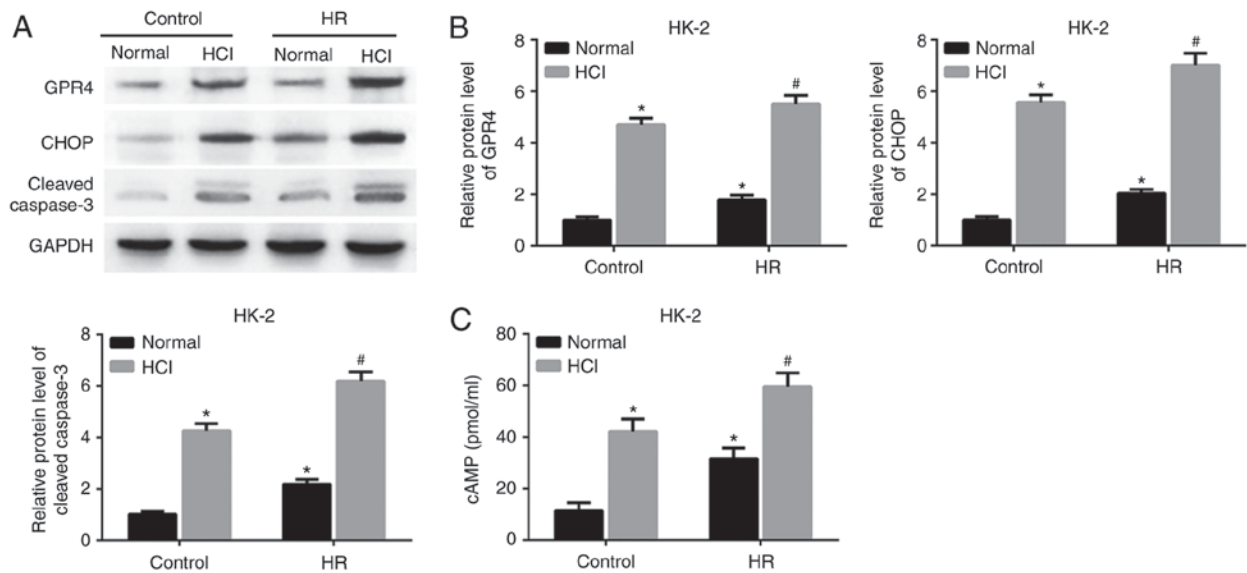 A
Control HR
Normal HCl Normal HCl
GPR4
CHOP
Cleaved
caspase-3
GAPDH
B
HK-2
Normal
HCl
Relative protein level
of GPR4
8
6
4
2
0
*
*
#
Control HR
HK-2
Normal
HCl
Relative protein level
of CHOP
8
6
4
2
0
*
*
#
Control HR
HK-2
Normal
HCl
Relative protein level of
cleaved caspase-3
8
6
4
2
0
*
*
#
Control HR
C
HK-2
Normal
HCl
cAMP (pmol/ml)
80
60
40
20
0
*
*
#
Control HR